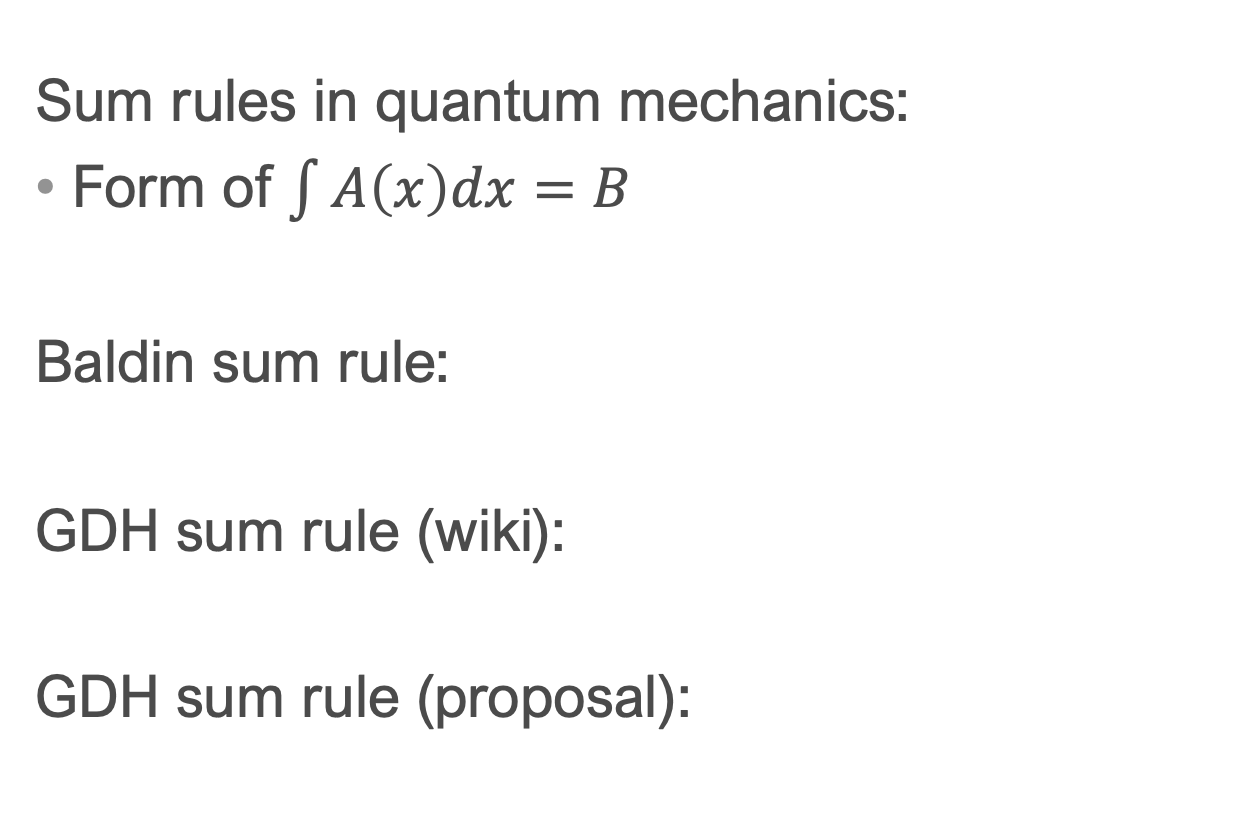 Sum rules in quantum mechanics:
• Form of ∫ A(x)dx = B
Baldin sum rule:
GDH sum rule (wiki):
GDH sum rule (proposal):